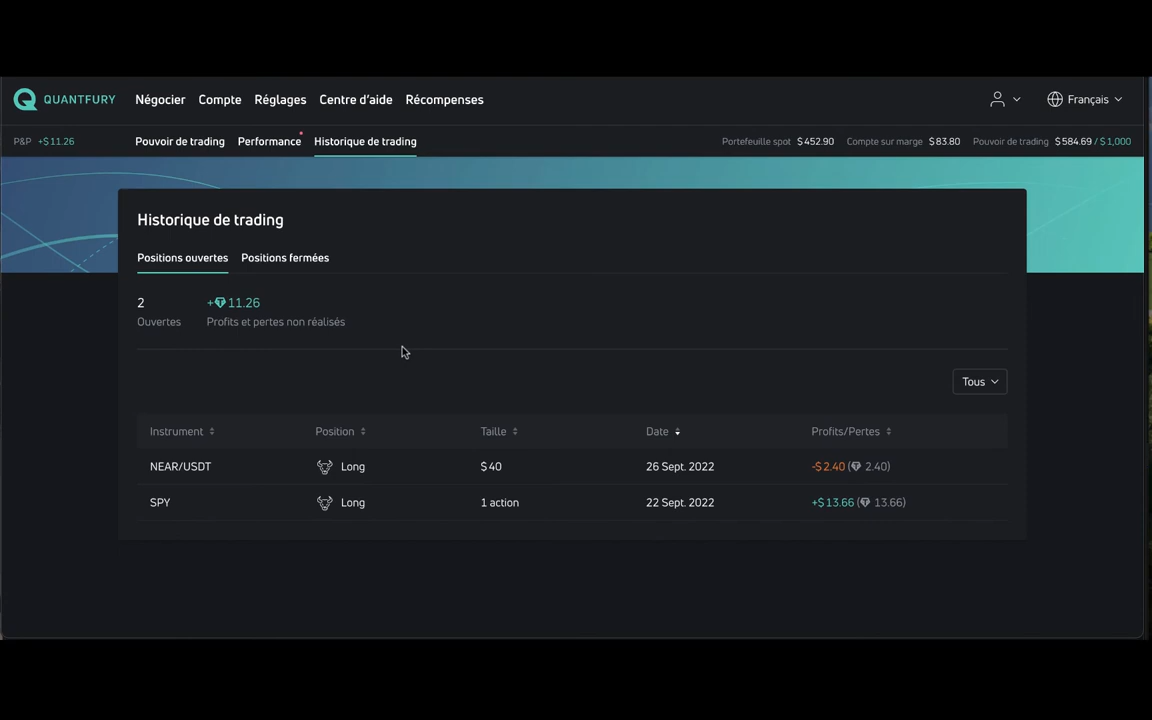 QUANTFURY Négocier Compte Réglages Centre d’aide Récompenses Français
P&P +$11.26 Pouvoir de trading Performance Historique de trading Portefeuille spot $452.90 Compte sur marge $83.80 Pouvoir de trading $584.69 / $1,000
Historique de trading
Positions ouvertes Positions fermées
2 +11.26
Ouvertes Profits et pertes non réalisés
Tous
Instrument Position Taille Date Profits/Pertes
NEAR/USDT Long $40 26 Sept. 2022 -$2.40 ( 2.40)
SPY Long 1 action 22 Sept. 2022 +$13.66 ( 13.66)